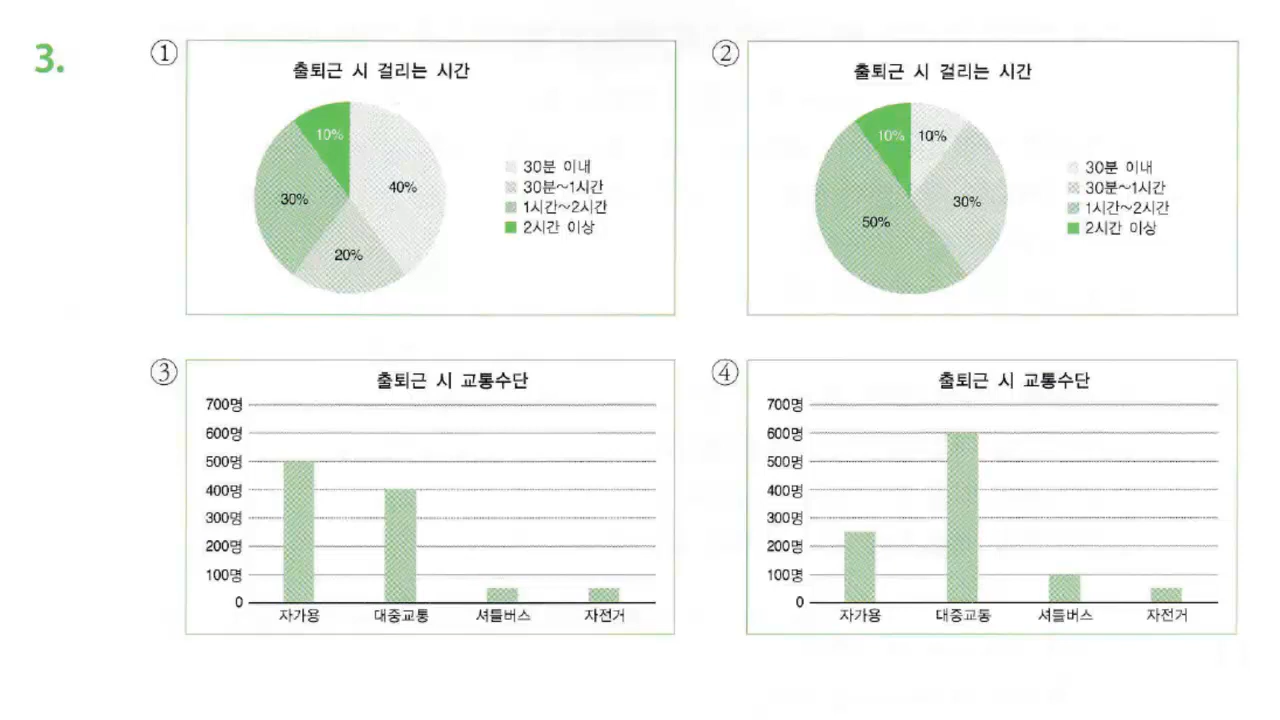 3.
①
출퇴근 시 걸리는 시간
10%
40%
30%
20%
30분 이내
30분~1시간
1시간~2시간
2시간 이상
②
출퇴근 시 걸리는 시간
10%
10%
30%
50%
30분 이내
30분~1시간
1시간~2시간
2시간 이상
③
출퇴근 시 교통수단
700명
600명
500명
400명
300명
200명
100명
0
자가용 대중교통 셔틀버스 자전거
④
출퇴근 시 교통수단
700명
600명
500명
400명
300명
200명
100명
0
자가용 대중교통 셔틀버스 자전거